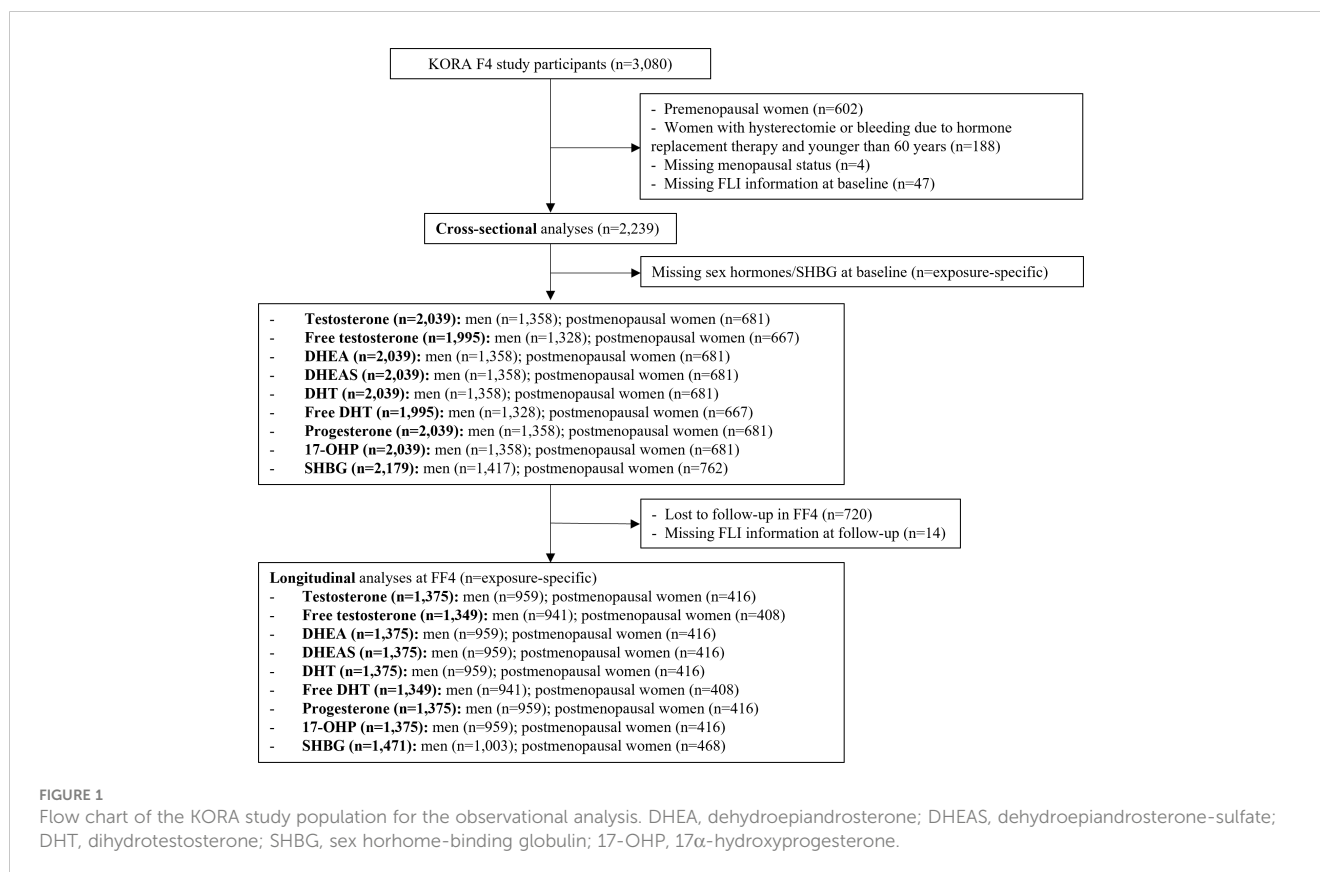 KORA F4 study participants (n=3,080)
- Premenopausal women (n=602)
- Women with hysterectomie or bleeding due to hormone
replacement therapy and younger than 60 years (n=188)
- Missing menopausal status (n=4)
- Missing FLI information at baseline (n=47)
Cross-sectional analyses (n=2,239)
Missing sex hormones/SHBG at baseline (n=exposure-specific)
- Testosterone (n=2,039): men (n=1,358); postmenopausal women (n=681)
- Free testosterone (n=1,995): men (n=1,328); postmenopausal women (n=667)
- DHEA (n=2,039): men (n=1,358); postmenopausal women (n=681)
- DHEAS (n=2,039): men (n=1,358); postmenopausal women (n=681)
- DHT (n=2,039): men (n=1,358); postmenopausal women (n=681)
- Free DHT (n=1,995): men (n=1,328); postmenopausal women (n=667)
- Progesterone (n=2,039): men (n=1,358); postmenopausal women (n=681)
- 17-OHP (n=2,039): men (n=1,358); postmenopausal women (n=681)
- SHBG (n=2,179): men (n=1,417); postmenopausal women (n=762)
- Lost to follow-up in FF4 (n=720)
- Missing FLI information at follow-up (n=14)
Longitudinal analyses at FF4 (n=exposure-specific)
- Testosterone (n=1,375): men (n=959); postmenopausal women (n=416)
- Free testosterone (n=1,349): men (n=941); postmenopausal women (n=408)
- DHEA (n=1,375): men (n=959); postmenopausal women (n=416)
- DHEAS (n=1,375): men (n=959); postmenopausal women (n=416)
- DHT (n=1,375): men (n=959); postmenopausal women (n=416)
- Free DHT (n=1,349): men (n=941); postmenopausal women (n=408)
- Progesterone (n=1,375): men (n=959); postmenopausal women (n=416)
- 17-OHP (n=1,375): men (n=959); postmenopausal women (n=416)
- SHBG (n=1,471): men (n=1,003); postmenopausal women (n=468)
FIGURE 1
Flow chart of the KORA study population for the observational analysis. DHEA, dehydroepiandrosterone; DHEAS, dehydroepiandrosterone-sulfate;
DHT, dihydrotestosterone; SHBG, sex horhome-binding globulin; 17-OHP, 17α-hydroxyprogesterone.